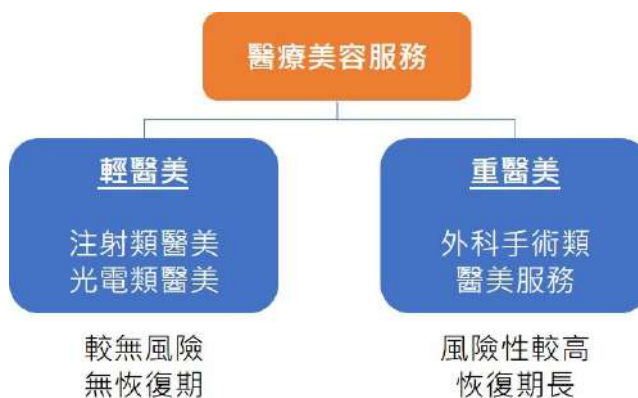 醫療美容服務
輕醫美
注射類醫美
光電類醫美
較無風險
無恢復期
重醫美
外科手術類
醫美服務
風險性較高
恢復期長